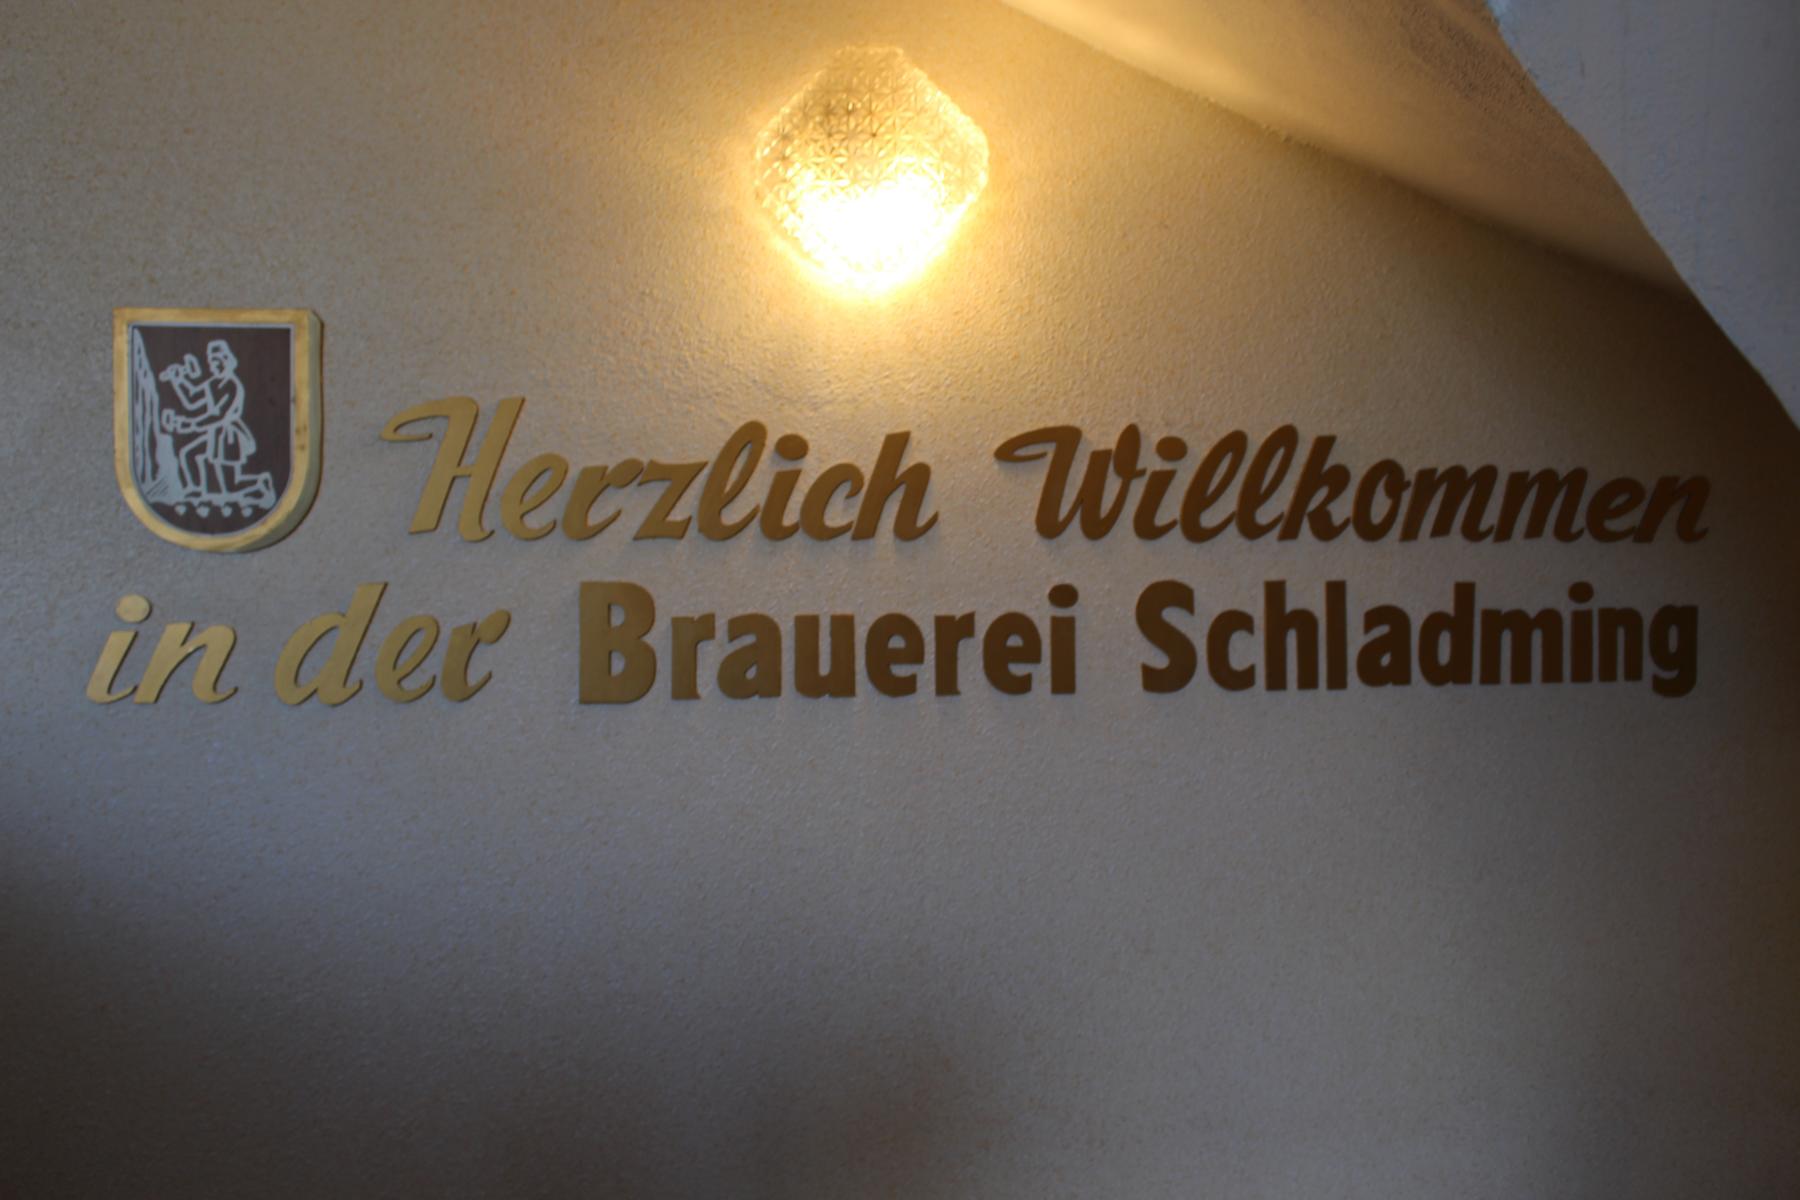 Herzlich Willkommen
in der Brauerei Schladming